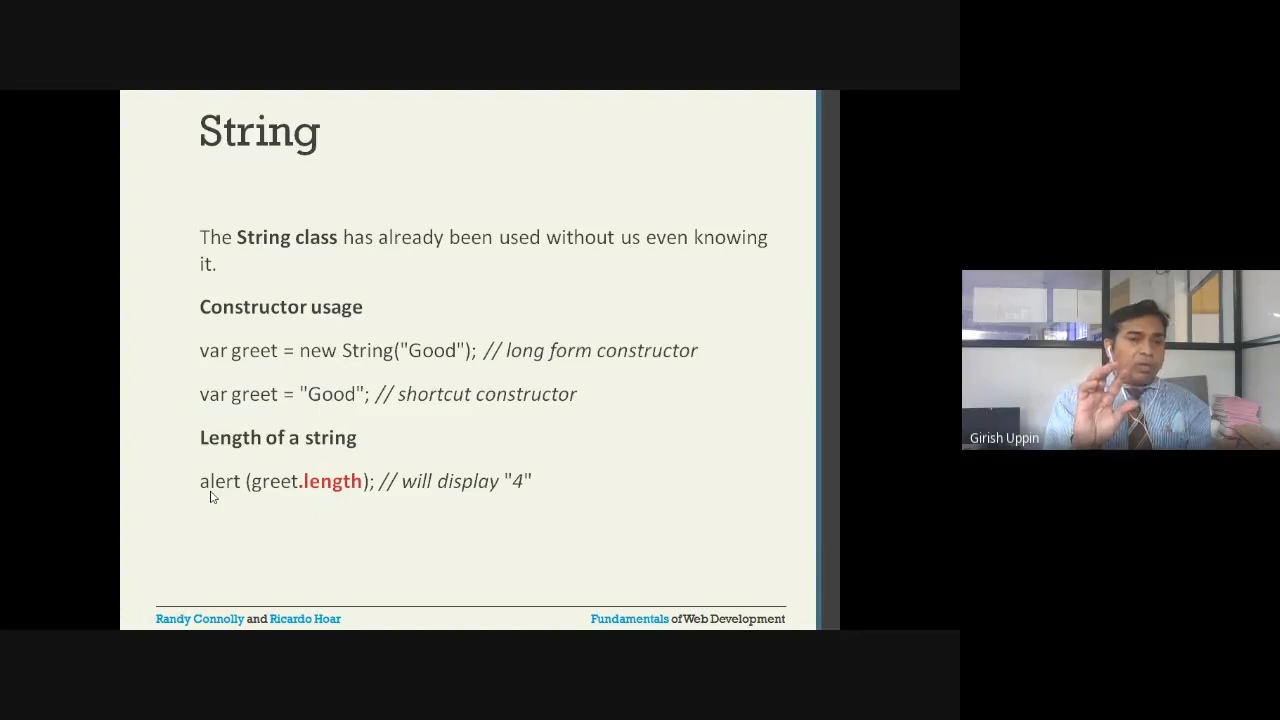 String
The String class has already been used without us even knowing
it.
Constructor usage
var greet = new String("Good"); // long form constructor
var greet = "Good"; // shortcut constructor
Length of a string
alert (greet.length); // will display "4"
Randy Connolly and Ricardo Hoar
Fundamentals of Web Development
Girish Uppin